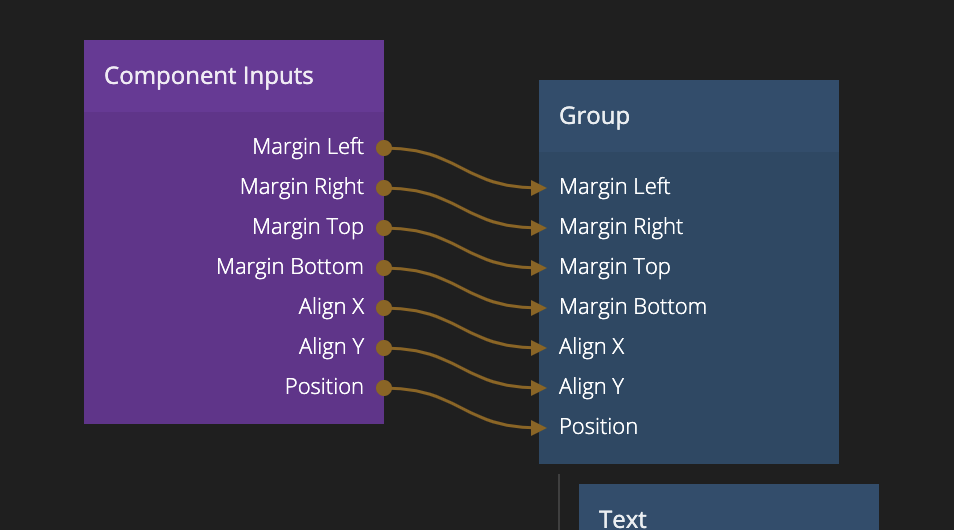 Component Inputs
Margin Left
Margin Right
Margin Top
Margin Bottom
Align X
Align Y
Position
Group
Margin Left
Margin Right
Margin Top
Margin Bottom
Align X
Align Y
Position
Text